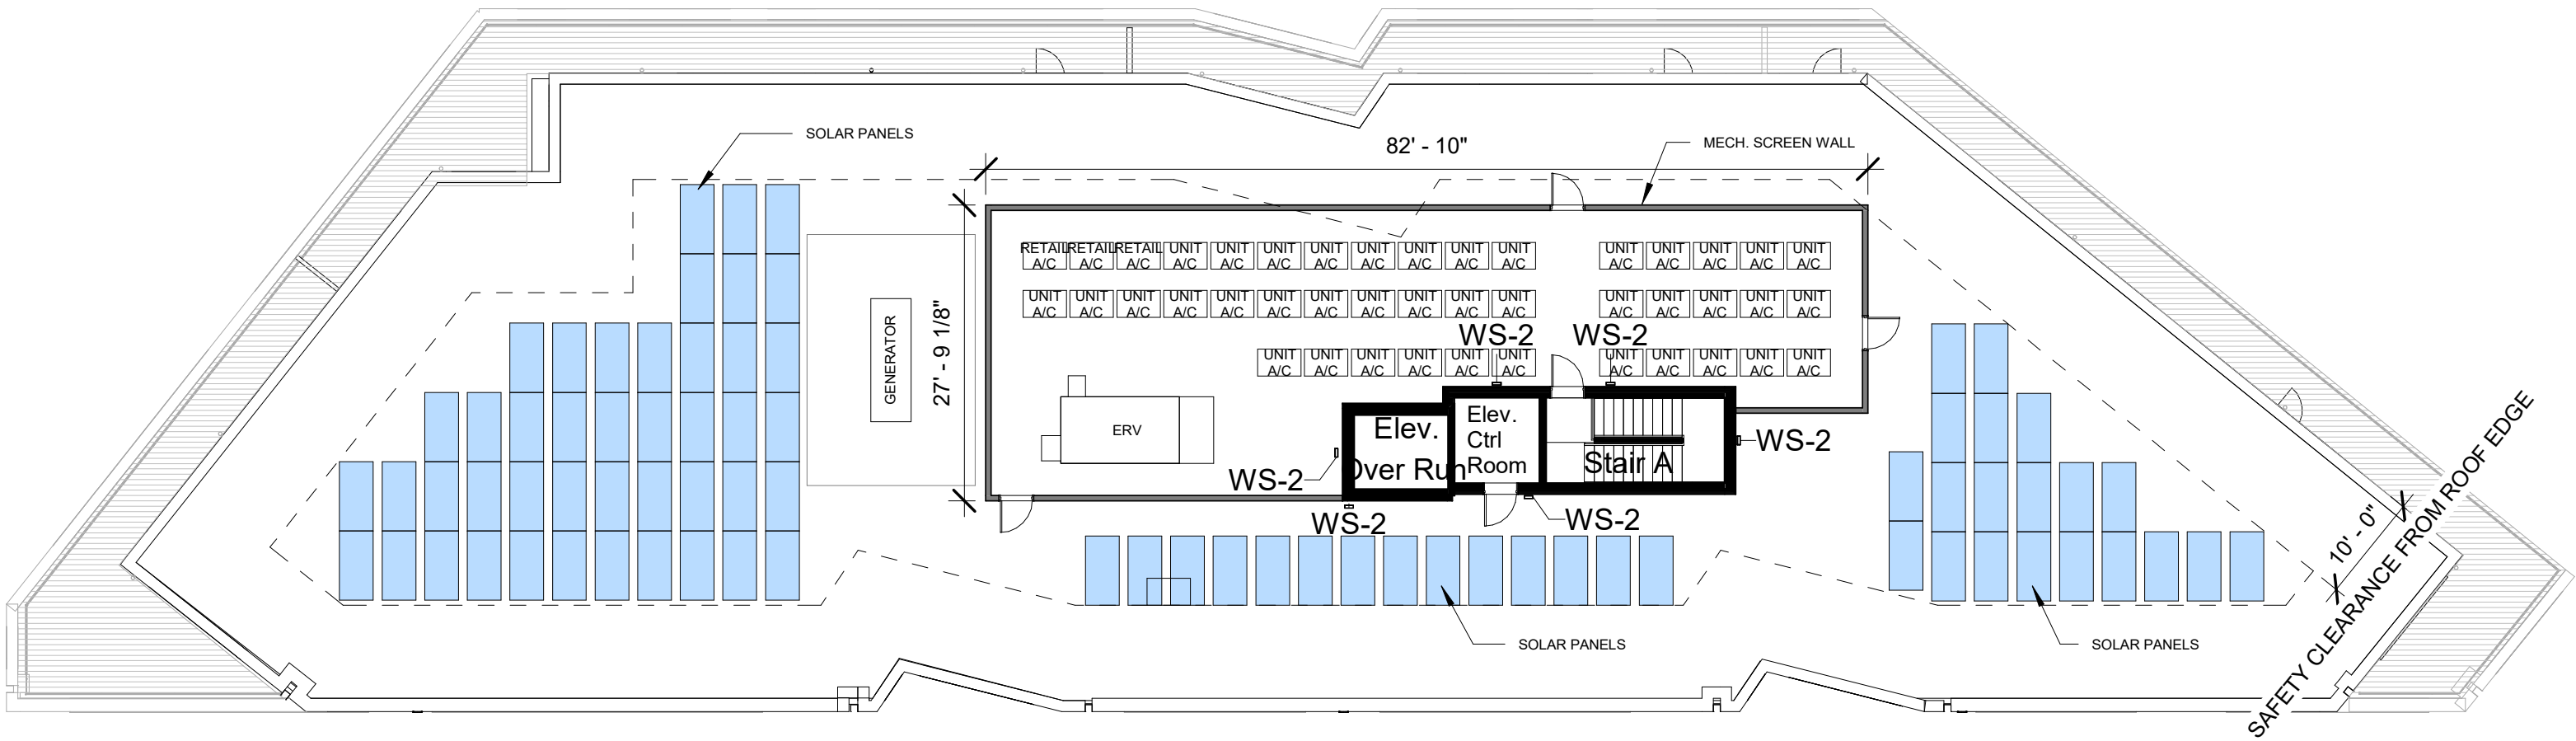 SOLAR PANELS
82' - 10"
MECH. SCREEN WALL
RETAIL RETAIL RETAIL UNIT UNIT UNIT UNIT UNIT UNIT UNIT UNIT UNIT UNIT UNIT UNIT UNIT
A/C A/C A/C A/C A/C A/C A/C A/C A/C A/C A/C A/C A/C A/C A/C A/C
UNIT UNIT UNIT UNIT UNIT UNIT UNIT UNIT UNIT UNIT UNIT UNIT UNIT UNIT UNIT UNIT
A/C A/C A/C A/C A/C A/C A/C A/C A/C A/C A/C A/C A/C A/C A/C A/C
WS-2 WS-2
UNIT UNIT UNIT UNIT UNIT UNIT UNIT UNIT UNIT UNIT UNIT
A/C A/C A/C A/C A/C A/C A/C A/C A/C A/C A/C
GENERATOR
27' - 9 1/8"
ERV
Elev.
Over Run
Elev.
Ctrl
Room
Stair A
WS-2
WS-2
WS-2
WS-2
10' - 0"
SAFETY CLEARANCE FROM ROOF EDGE
SOLAR PANELS
SOLAR PANELS